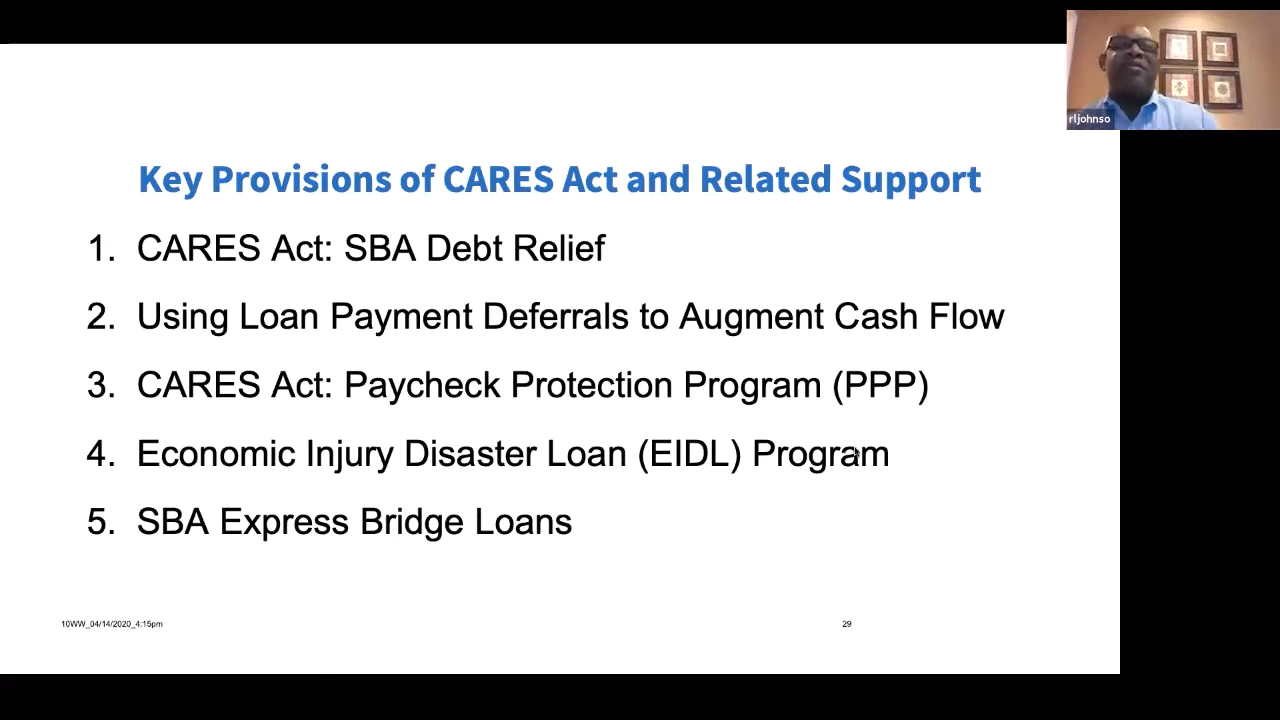 rljohnso
Key Provisions of CARES Act and Related Support
1. CARES Act: SBA Debt Relief
2. Using Loan Payment Deferrals to Augment Cash Flow
3. CARES Act: Paycheck Protection Program (PPP)
4. Economic Injury Disaster Loan (EIDL) Program
5. SBA Express Bridge Loans
10WW_04/14/2020_4:15pm
29